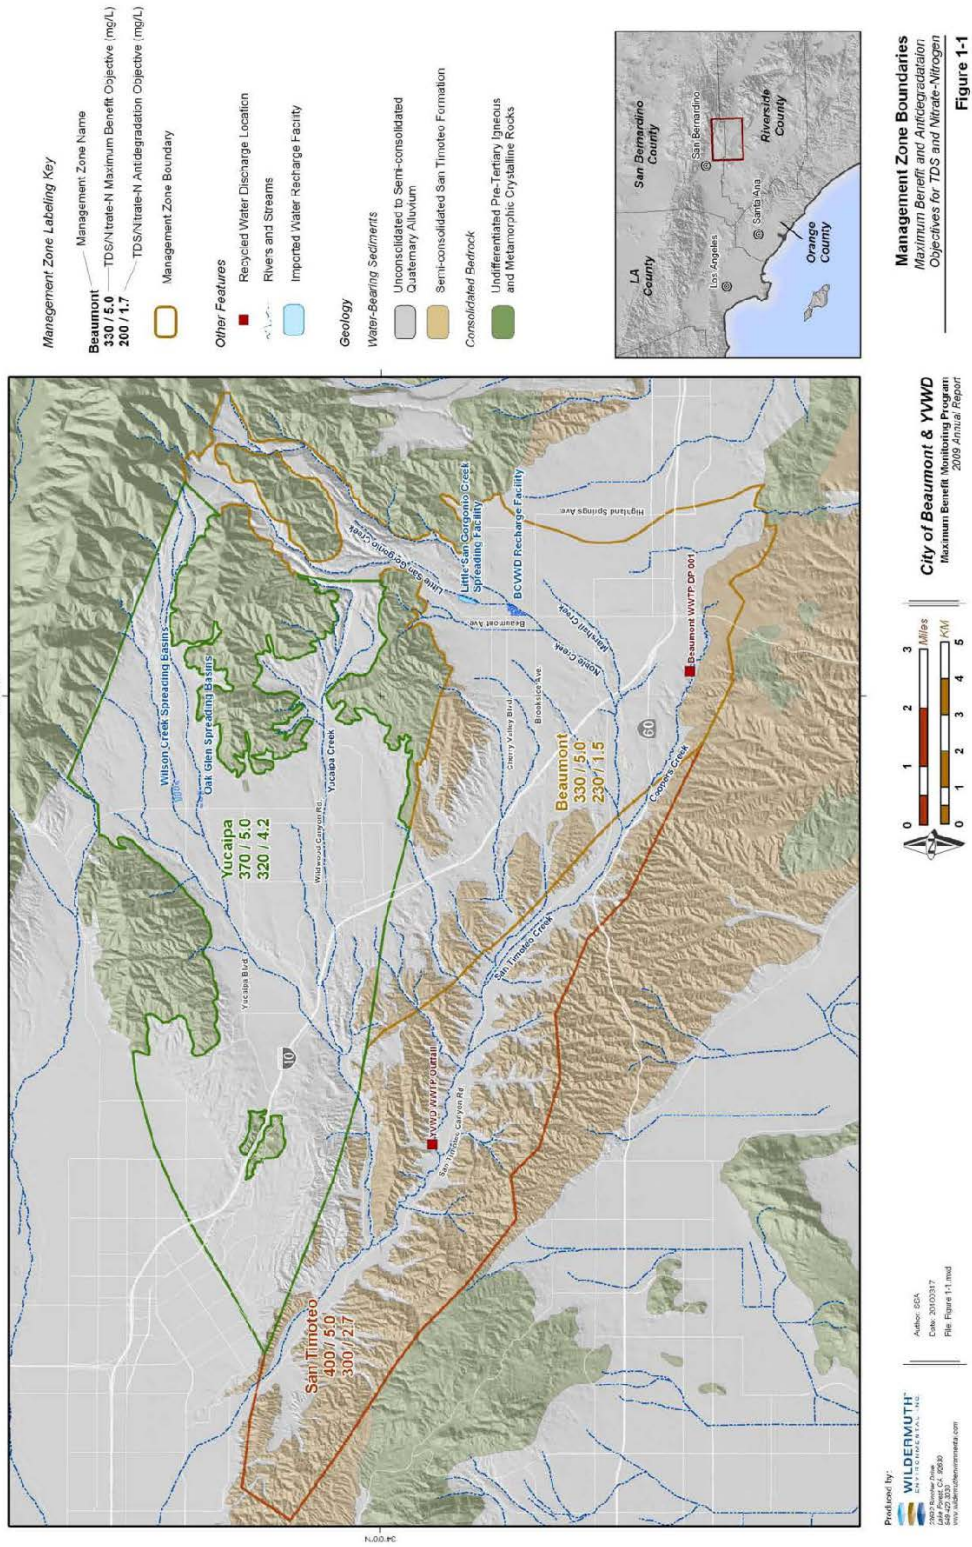 Management Zone Labeling Key
Management Zone Name
Beaumont
330 / 5.0
TDS/Nitrate-N Maximum Benefit Objective (mg/L)
200 / 1.7
TDS/Nitrate-N Antidegradation Objective (mg/L)
Management Zone Boundary
Other Features
Recycled Water Discharge Location
Rivers and Streams
Imported Water Recharge Facility
Geology
Water-Bearing Sediments
Unconsolidated to Semi-consolidated
Quaternary Alluvium
Semi-consolidated San Timoteo Formation
Consolidated Bedrock
Undifferentiated Pre-Tertiary Igneous
and Metamorphic Crystalline Rocks
LA
County
San Bernardino
County
San Bernardino
Los Angeles
Riverside
County
Santa Ana
Orange
County
Management Zone Boundaries
Maximum Benefit and Antidegradataion
Objectives for TDS and Nitrate-Nitrogen
Figure 1-1
Wilson Creek Spreading Basins
Oak Glen Spreading Basins
Yucaipa
370 / 5.0
320 / 4.2
Yucaipa Blvd.
Wildwood Canyon Rd.
Yucaipa Creek
10
Little San Gorgonio Creek
Little San Gorgonio Creek
Spreading Facility
BCVWD Recharge Facility
Highland Springs Ave.
Beaumont Ave.
Noble Creek
Marshall Creek
Cherry Valley Blvd.
Brookside Ave.
Beaumont
330 / 5.0
230 / 1.5
60
Beaumont WWTP DP 001
Coopers Creek
San Timoteo Creek
YVWD WWTP Outfall
San Timoteo Canyon Rd.
San Timoteo
400 / 5.0
300 / 2.7
34°0'0"N
Produced by:
WILDERMUTH™
ENVIRONMENTAL INC.
Lake Forest, CA
www.wildermuthenvironmental.com
Date: 20100317
File: Figure 1-1.mxd
0 1 2 3
Miles
KM
0 1 2 3 4 5
City of Beaumont & YVWD
Maximum Benefit Monitoring Program
2009 Annual Report